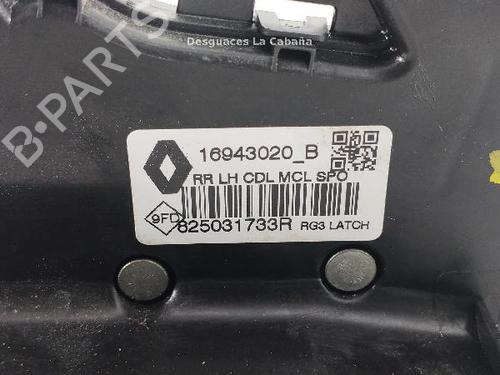 Desguaces La Cabaña
B-PARTS
16943020_B
RR LH CDL MCL SPO
9FD
825031733R RG3 LATCH